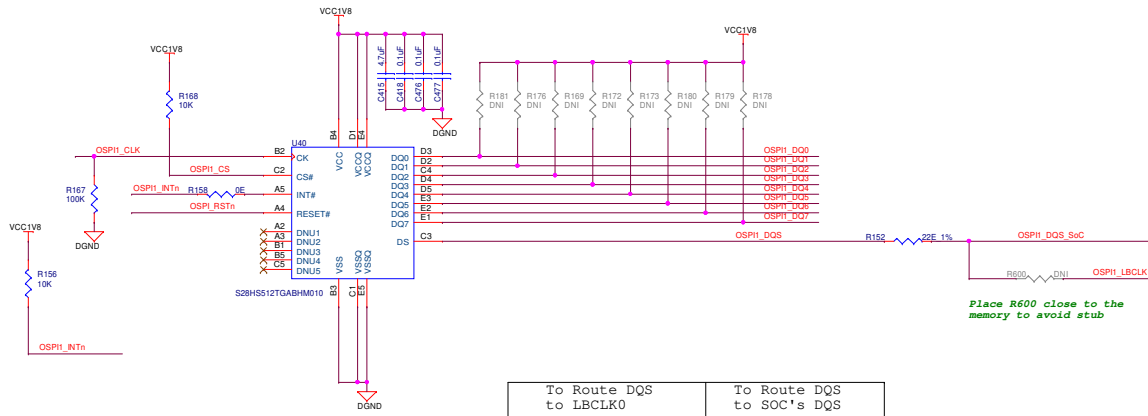 VCC1V8
VCC1V8
VCC1V8
R168
10K
4.7uF
0.1uF
0.1uF
0.1uF
C415
C418
C476
C477
DGND
R181
DNI
R176
DNI
R169
DNI
R172
DNI
R173
DNI
R180
DNI
R179
DNI
R178
DNI
U40
B4
D1
E4
VCC
VCCQ
VCCQ
OSPI1_CLK
B2
CK
OSPI1_CS
C2
CS#
OSPI1_INTn
R158
0E
A5
INT#
OSPI_RSTn
A4
RESET#
R167
100K
DGND
A2
DNU1
A3
DNU2
B1
DNU3
B5
DNU4
C5
DNU5
DQ0
D3
OSPI1_DQ0
DQ1
D2
OSPI1_DQ1
DQ2
C4
OSPI1_DQ2
DQ3
D4
OSPI1_DQ3
DQ4
D5
OSPI1_DQ4
DQ5
E3
OSPI1_DQ5
DQ6
E2
OSPI1_DQ6
DQ7
E1
OSPI1_DQ7
DS
C3
OSPI1_DQS
R152
22E_1%
OSPI1_DQS_SoC
R600
DNI
OSPI1_LBCLK
Place R600 close to the
memory to avoid stub
VSS
VSSQ
VSSQ
B3
C1
E5
S28HS512TGABHM010
VCC1V8
R156
10K
OSPI1_INTn
DGND
To Route DQS
to LBCLK0
To Route DQS
to SOC's DQS